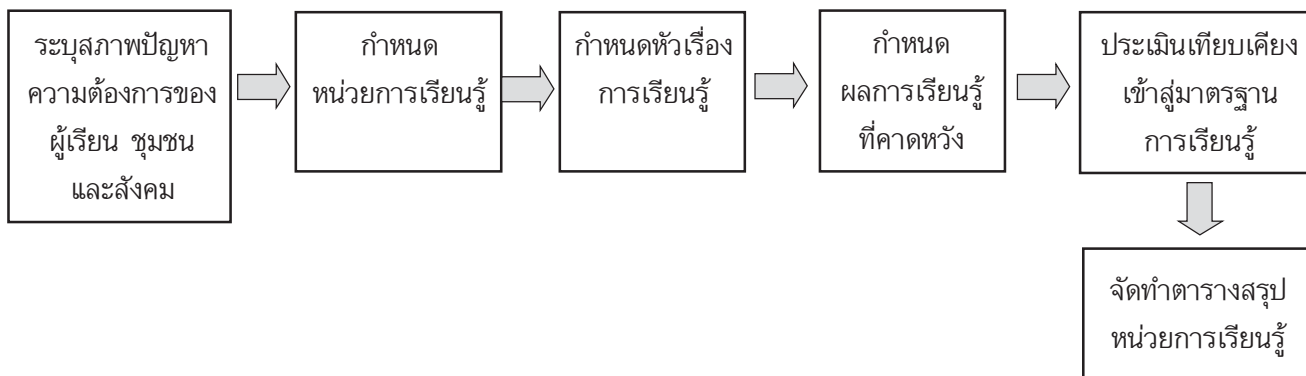 ระบุสภาพปัญหา
ความต้องการของ
ผู้เรียน ชุมชน
และสังคม
กำหนด
หน่วยการเรียนรู้
กำหนดหัวเรื่อง
การเรียนรู้
กำหนด
ผลการเรียนรู้
ที่คาดหวัง
ประเมินเทียบเคียง
เข้าสู่มาตรฐาน
การเรียนรู้
จัดทำตารางสรุป
หน่วยการเรียนรู้